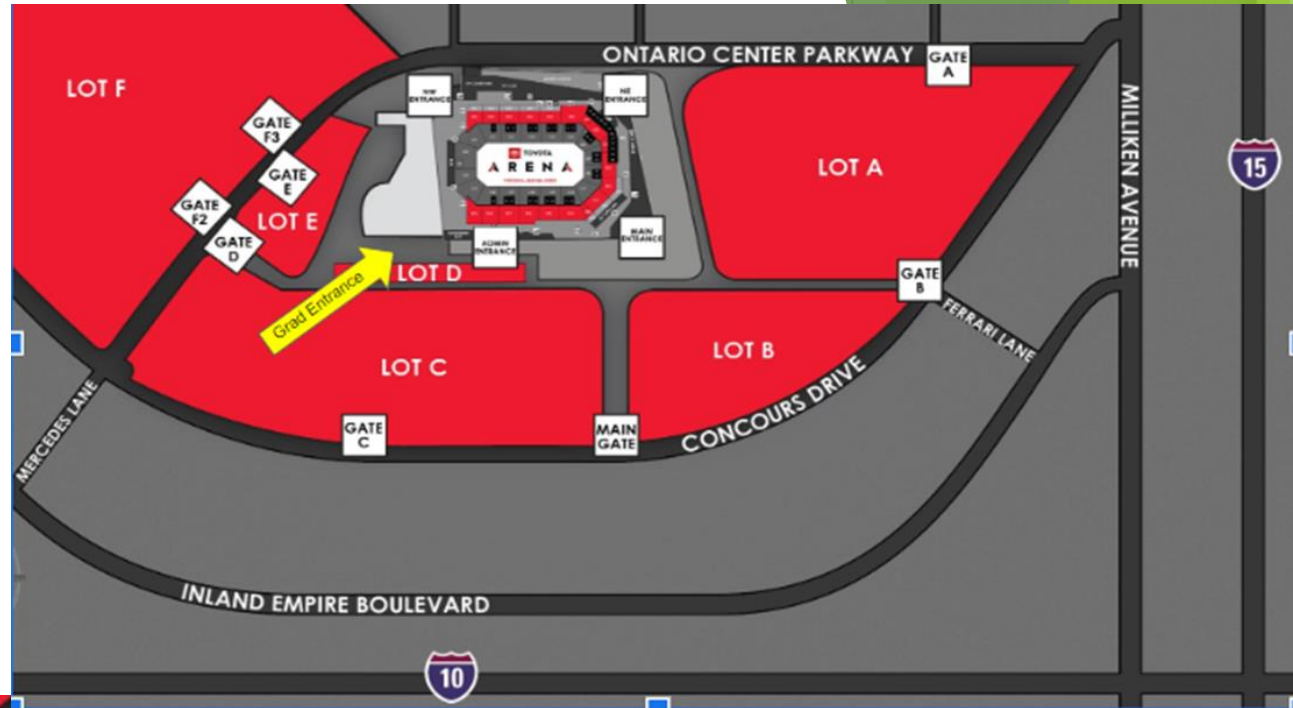 ONTARIO CENTER PARKWAY
GATE
A
LOT F
NW
ENTRANCE
NE
ENTRANCE
MILLIKEN AVENUE
GATE
F3
TOYOTA
ARENA
LOT A
15
GATE
E
GATE
F2
LOT E
GATE
D
ADMIN
ENTRANCE
MAIN
ENTRANCE
LOT D
GATE
B
Grad Entrance
FERRARI LANE
LOT C
LOT B
MERCEDES LANE
GATE
C
MAIN
GATE
CONCOURS DRIVE
INLAND EMPIRE BOULEVARD
10